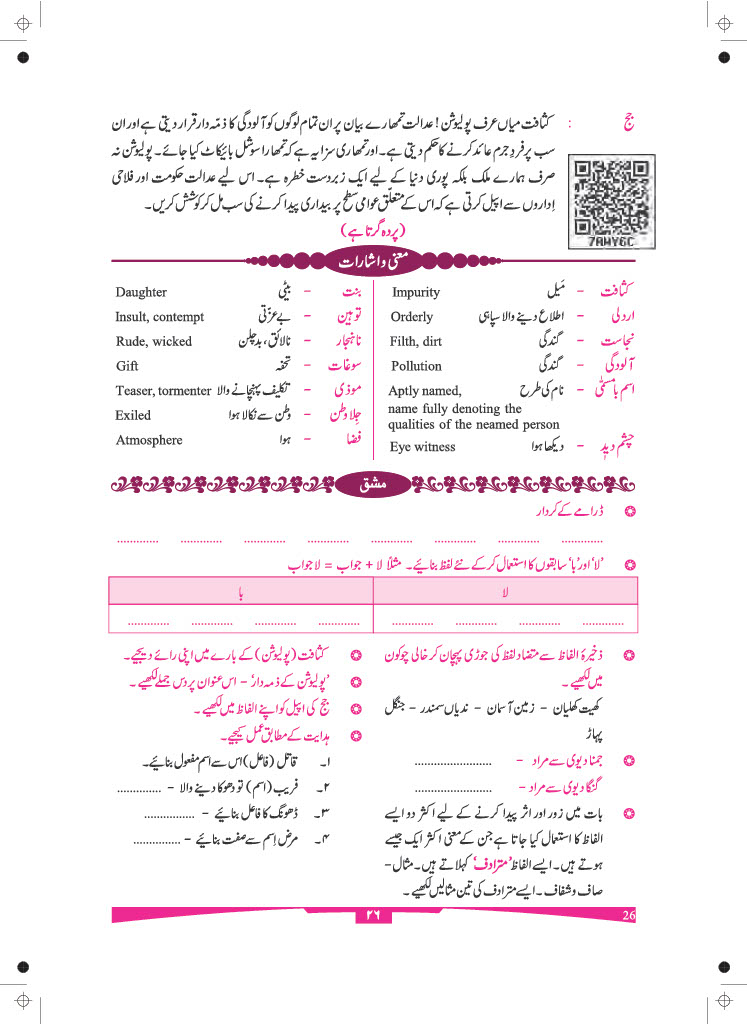 جج : کثافت میاں عرف پولیوشن! عدالت تمھارے بیان پر ان تمام لوگوں کو آلودگی کا ذمّہ دار قرار دیتی ہے اور ان
سب پر فردِ جرم عائد کرنے کا حکم دیتی ہے۔ اور تمھاری سزا یہ ہے کہ تمھارا سوشل بائیکاٹ کیا جائے۔ پولیوشن نہ
صرف ہمارے ملک بلکہ پوری دنیا کے لیے ایک زبردست خطرہ ہے۔ اس لیے عدالت حکومت اور فلاحی
اداروں سے اپیل کرتی ہے کہ اس کے متعلّق عوامی سطح پر بیداری پیدا کرنے کی سب مل کر کوشش کریں۔
7AWY6C
(پردہ گرتا ہے)
معنی و اشارات
کثافت - مَیل Impurity
اردلی - اطلاع دینے والا سپاہی Orderly
نجاست - گندگی Filth, dirt
آلودگی - گندگی Pollution
اسم بامسمّٰی - نام کی طرح Aptly named,
name fully denoting the
qualities of the neamed person
چشم دید - دیکھا ہوا Eye witness
بنت - بیٹی Daughter
توہین - بے عزّتی Insult, contempt
ناہنجار - نالائق، بدچلن Rude, wicked
سوغات - تحفہ Gift
موذی - تکلیف پہنچانے والا Teaser, tormenter
جِلا وطن - وطن سے نکالا ہوا Exiled
فضا - ہوا Atmosphere
مشق
ڈرامے کے کردار
............. ............. ............. ............. ............. ............. ............. .............
'لا' اور 'با' سابقوں کا استعمال کر کے نئے لفظ بنائیے۔ مثلاً لا + جواب = لاجواب
لا با
............. ............. ............. ............. ............. ............. ............. .............
ذخیرۂ الفاظ سے متضاد لفظ کی جوڑی پہچان کر خالی چوکون
میں لکھیے۔
کھیت کھلیان - زمین آسمان - ندیاں سمندر - جنگل
پہاڑ
جمنا دیوی سے مراد - ........................
گنگا دیوی سے مراد - ........................
بات میں زور اور اثر پیدا کرنے کے لیے اکثر دو ایسے
الفاظ کا استعمال کیا جاتا ہے جن کے معنی اکثر ایک جیسے
ہوتے ہیں۔ ایسے الفاظ 'مترادف' کہلاتے ہیں۔ مثال-
صاف و شفاف۔ ایسے مترادف کی تین مثالیں لکھیے۔
کثافت (پولیوشن) کے بارے میں اپنی رائے دیجیے۔
'پولیوشن کے ذمہ دار' - اس عنوان پر دس جملے لکھیے۔
جج کی اپیل کو اپنے الفاظ میں لکھیے۔
ہدایت کے مطابق عمل کیجیے۔
۱۔ قاتل (فاعل) اس سے اسم مفعول بنائیے۔
۲۔ فریب (اسم) تو دھوکا دینے والا - ..............
۳۔ ڈھونگ کا فاعل بنائیے - ................
۴۔ مرض اِسم سے صفت بنائیے - ...............
۲۶
26